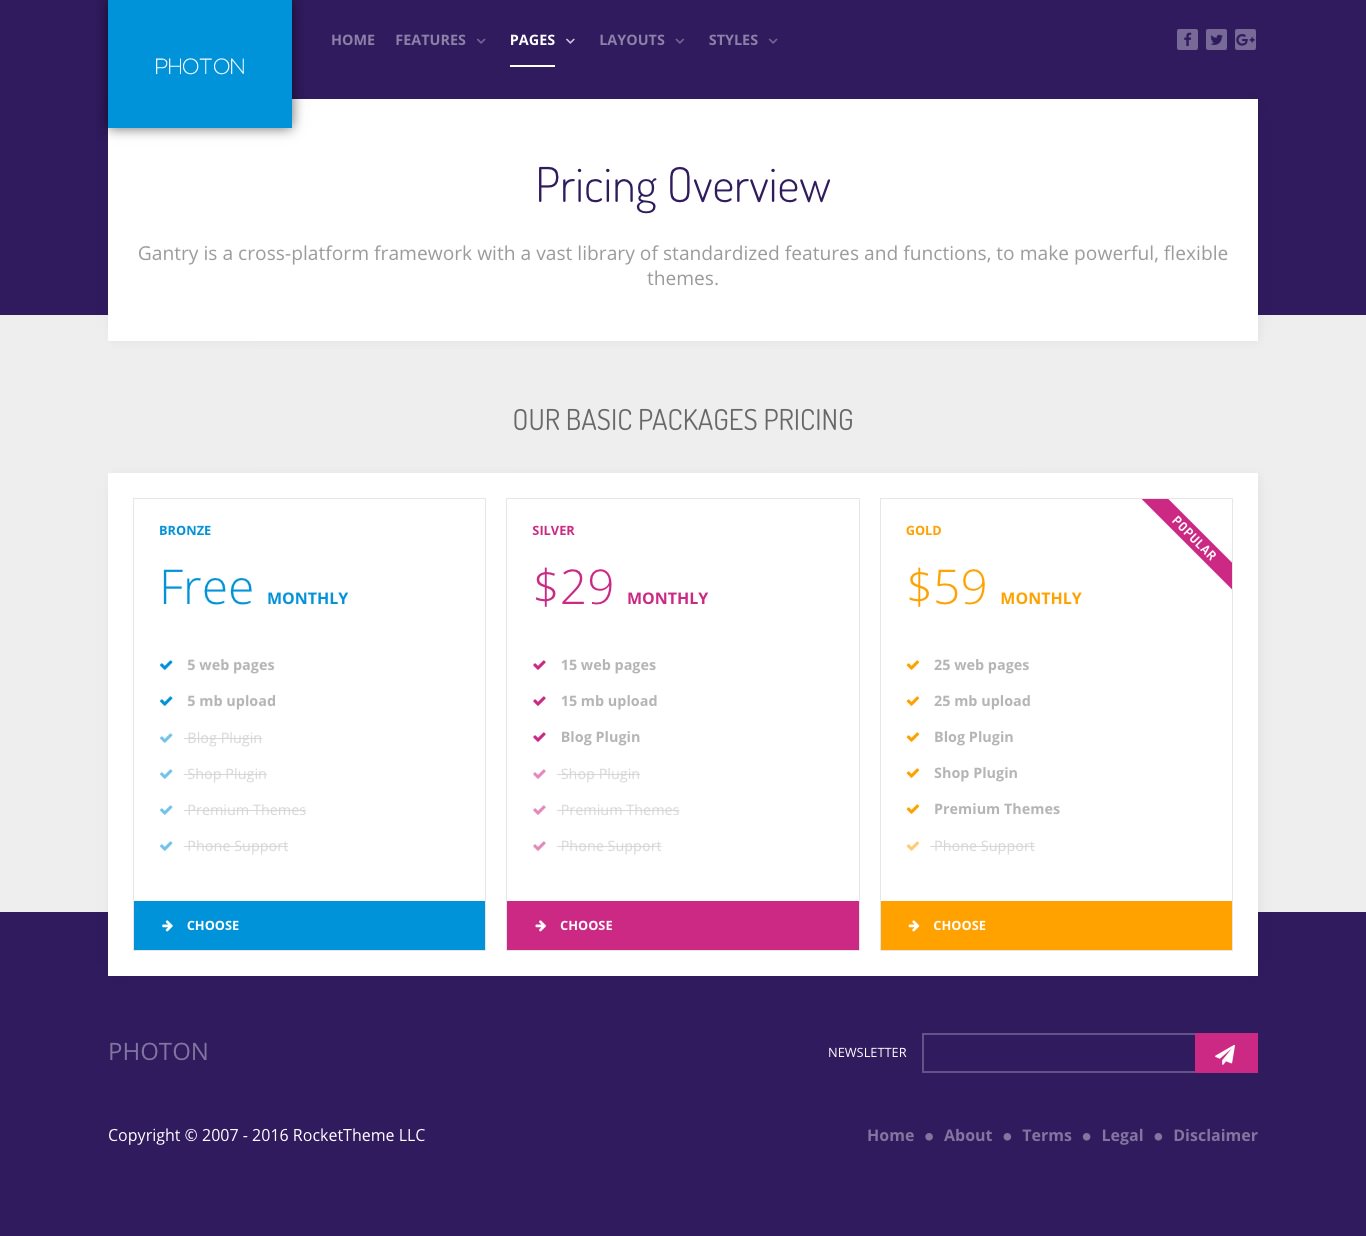 PHOTON
HOME FEATURES PAGES LAYOUTS STYLES
Pricing Overview
Gantry is a cross-platform framework with a vast library of standardized features and functions, to make powerful, flexible
themes.
OUR BASIC PACKAGES PRICING
BRONZE
Free MONTHLY
5 web pages
5 mb upload
Blog Plugin
Shop Plugin
Premium Themes
Phone Support
CHOOSE
SILVER
$29 MONTHLY
15 web pages
15 mb upload
Blog Plugin
Shop Plugin
Premium Themes
Phone Support
CHOOSE
GOLD
POPULAR
$59 MONTHLY
25 web pages
25 mb upload
Blog Plugin
Shop Plugin
Premium Themes
Phone Support
CHOOSE
PHOTON
NEWSLETTER
Copyright © 2007 - 2016 RocketTheme LLC
Home ● About ● Terms ● Legal ● Disclaimer